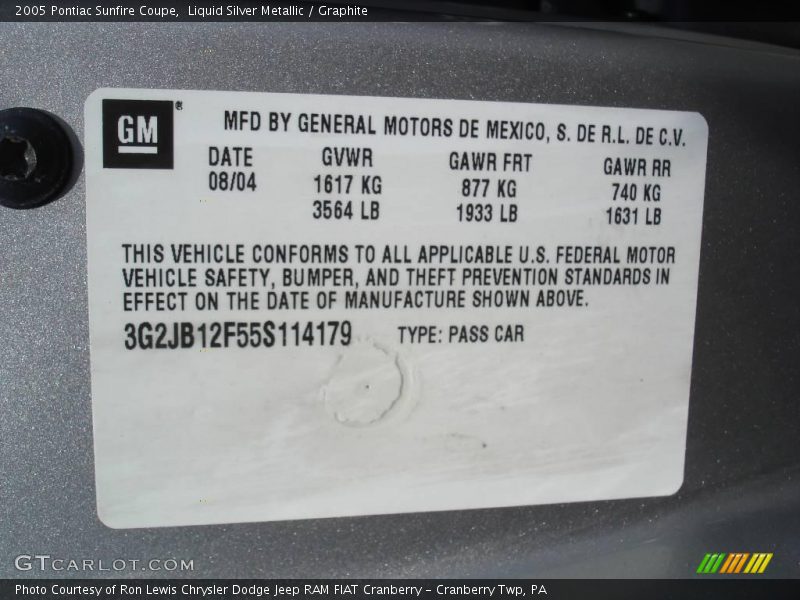 2005 Pontiac Sunfire Coupe, Liquid Silver Metallic / Graphite
GM®
MFD BY GENERAL MOTORS DE MEXICO, S. DE R.L. DE C.V.
DATE GVWR GAWR FRT GAWR RR
08/04 1617 KG 877 KG 740 KG
3564 LB 1933 LB 1631 LB
THIS VEHICLE CONFORMS TO ALL APPLICABLE U.S. FEDERAL MOTOR
VEHICLE SAFETY, BUMPER, AND THEFT PREVENTION STANDARDS IN
EFFECT ON THE DATE OF MANUFACTURE SHOWN ABOVE.
3G2JB12F55S114179 TYPE: PASS CAR
GTCARLOT.COM
Photo Courtesy of Ron Lewis Chrysler Dodge Jeep RAM FIAT Cranberry – Cranberry Twp, PA